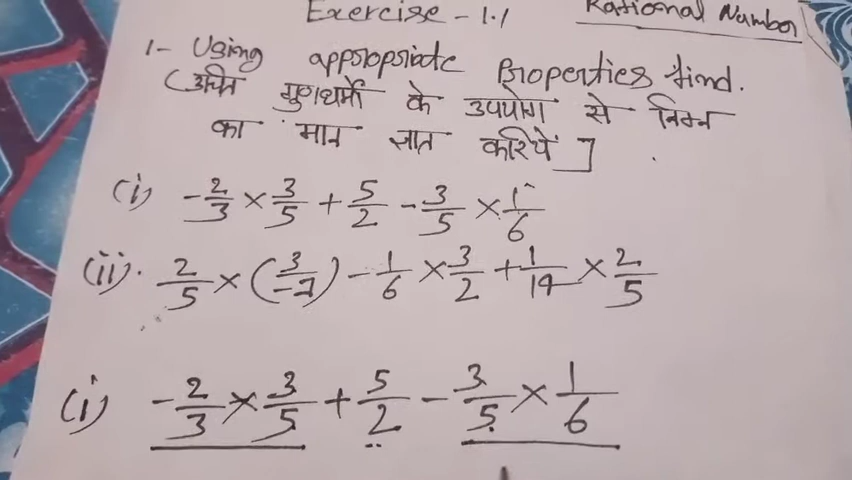 Exercise - 1.1
Rational Number
1- Using appropriate Properties find.
(उचित गुणधर्मो के उपयोग से निम्न
का मान ज्ञात करिये]
(i) -2/3 × 3/5 + 5/2 - 3/5 × 1/6
(ii). 2/5 × (3/-7) - 1/6 × 3/2 + 1/14 × 2/5
(i) -2/3 × 3/5 + 5/2 - 3/5 × 1/6